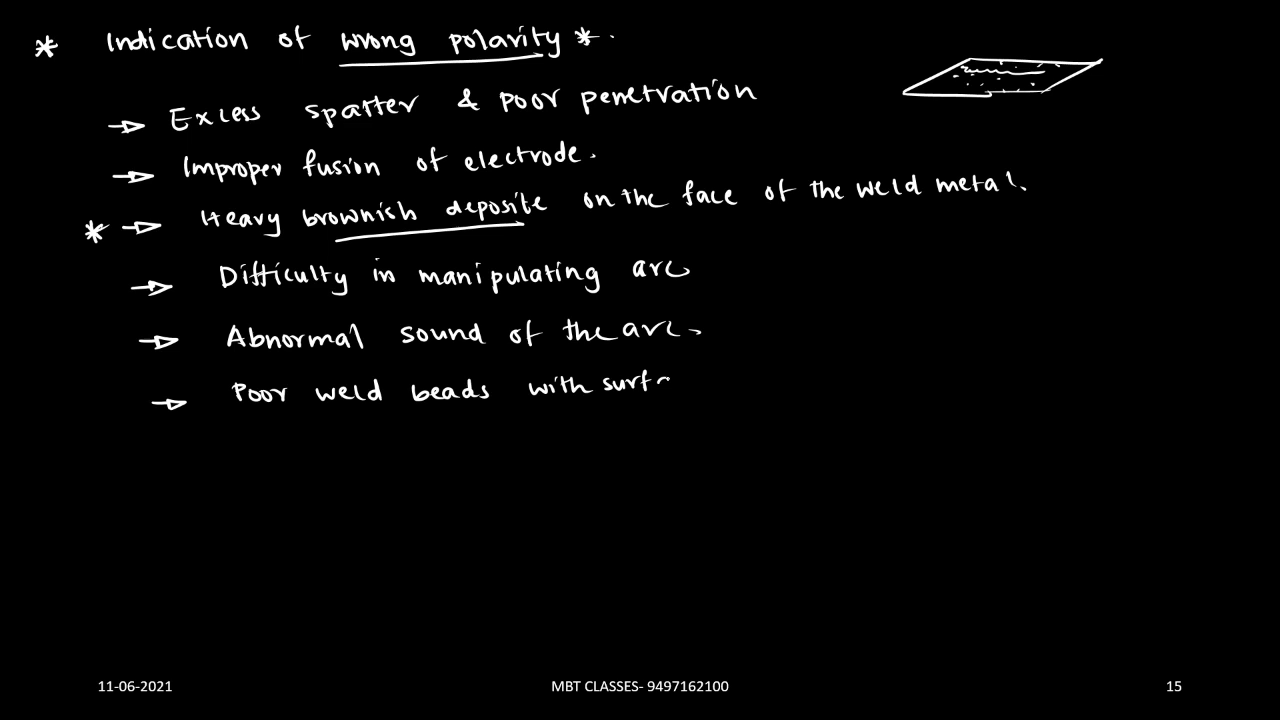 * Indication of wrong polarity *.
→ Excess spatter & poor penetration
→ Improper fusion of electrode.
* → Heavy brownish deposite on the face of the weld metal.
→ Difficulty in manipulating arc
→ Abnormal sound of the arc.
→ Poor weld beads with surfa
11-06-2021 MBT CLASSES- 9497162100 15